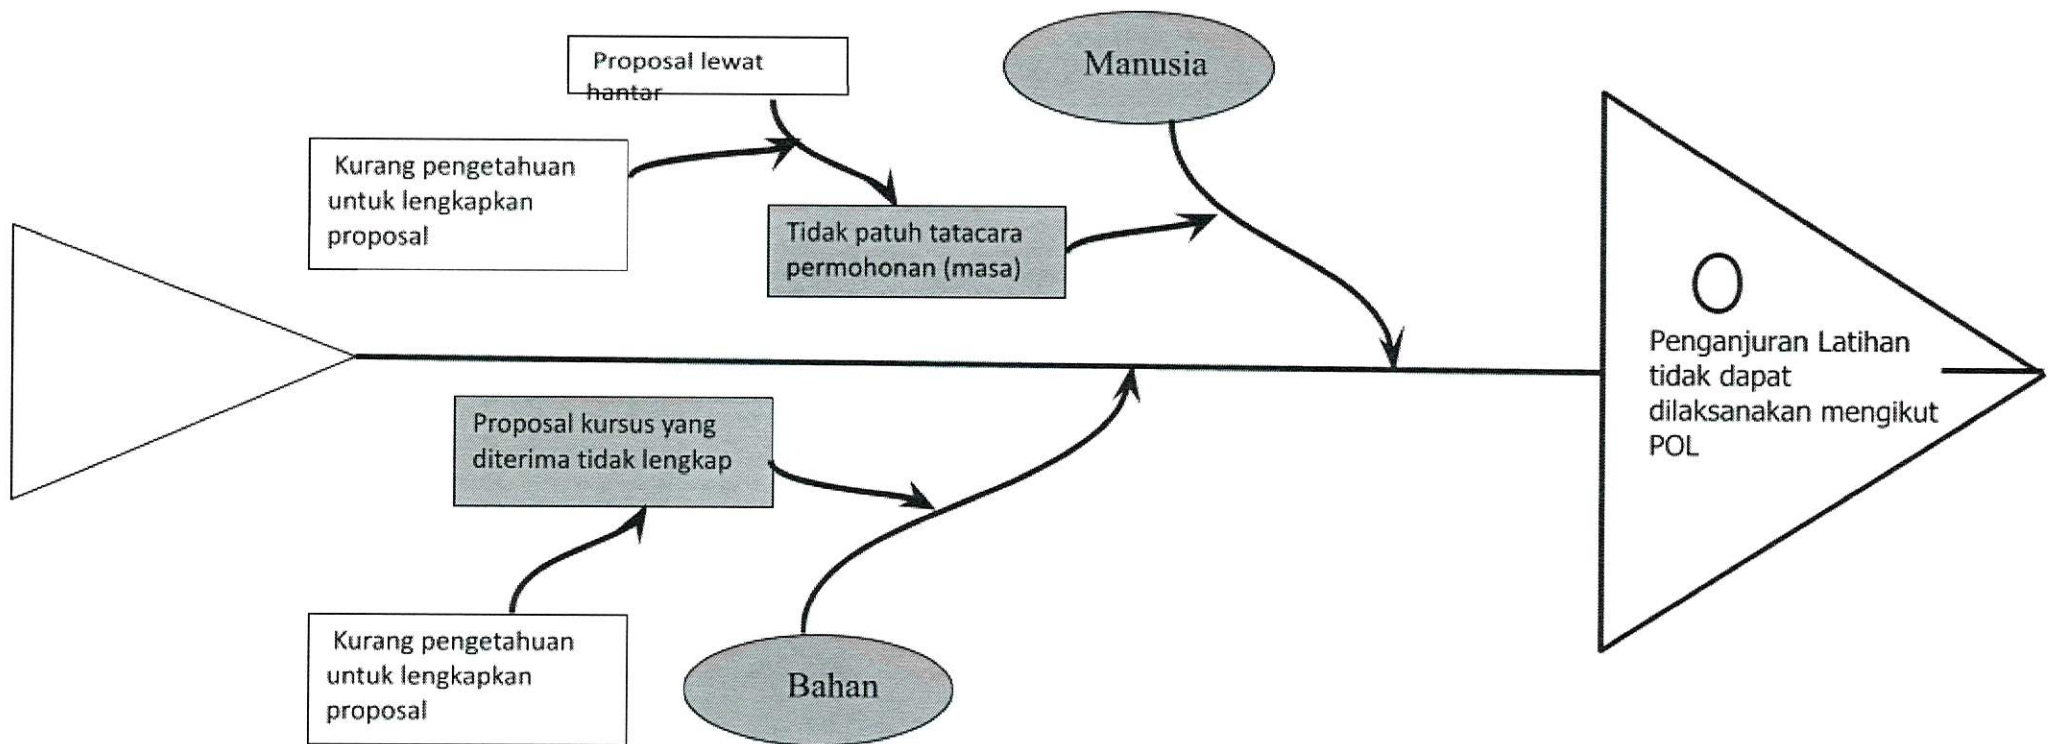 Proposal lewat
hantar
Manusia
Kurang pengetahuan
untuk lengkapkan
proposal
Tidak patuh tatacara
permohonan (masa)
Penganjuran Latihan
tidak dapat
dilaksanakan mengikut
POL
Proposal kursus yang
diterima tidak lengkap
Kurang pengetahuan
untuk lengkapkan
proposal
Bahan